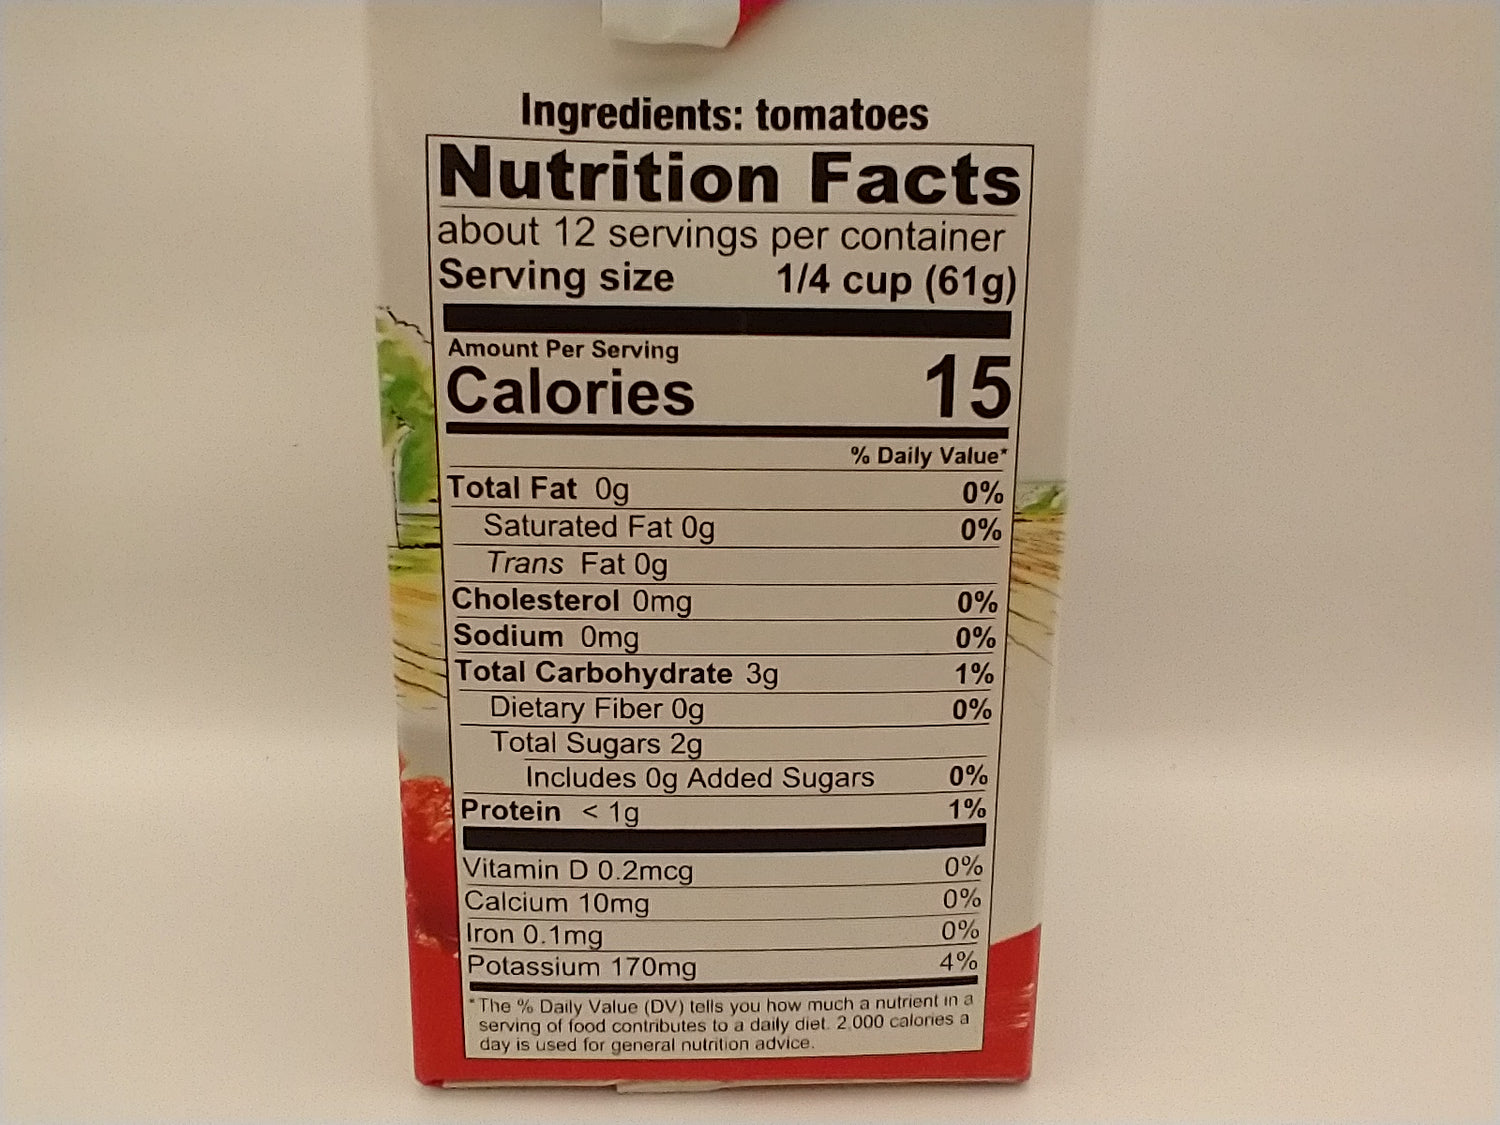 Ingredients: tomatoes
Nutrition Facts
about 12 servings per container
Serving size 1/4 cup (61g)
Amount Per Serving
Calories 15
% Daily Value*
Total Fat 0g 0%
Saturated Fat 0g 0%
Trans Fat 0g
Cholesterol 0mg 0%
Sodium 0mg 0%
Total Carbohydrate 3g 1%
Dietary Fiber 0g 0%
Total Sugars 2g
Includes 0g Added Sugars 0%
Protein < 1g 1%
Vitamin D 0.2mcg 0%
Calcium 10mg 0%
Iron 0.1mg 0%
Potassium 170mg 4%
*The % Daily Value (DV) tells you how much a nutrient in a
serving of food contributes to a daily diet. 2,000 calories a
day is used for general nutrition advice.